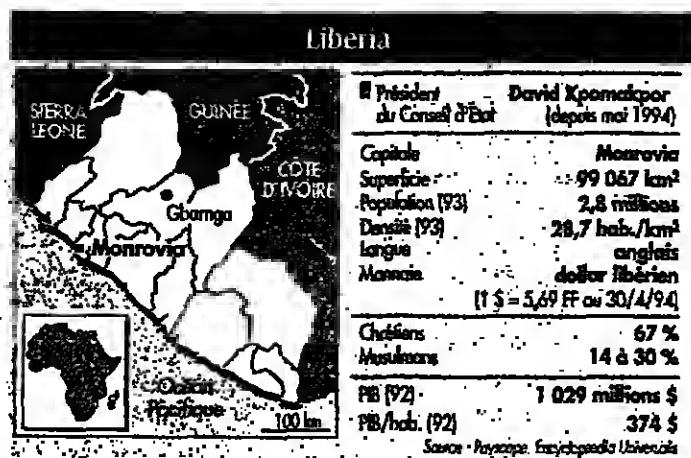 Liberia
SIERRA
LEONE
GUINÉE
CÔTE
D'IVOIRE
Gbarnga
Monrovia
Océan
Pacifique
100 km
Président
du Conseil d'État
David Kpomakpor
(depuis mai 1994)
Capitale Monrovia
Superficie 99 067 km²
Population (93) 2,8 millions
Densité (93) 28,7 hab./km²
Langue anglais
Monnaie dollar libérien
(1 $ = 5,69 FF au 30/4/94)
Chrétiens 67 %
Musulmans 14 à 30 %
PIB (92) 1 029 millions $
PIB/hab. (92) 374 $
Source - Payscope. Encyclopædia Universalis